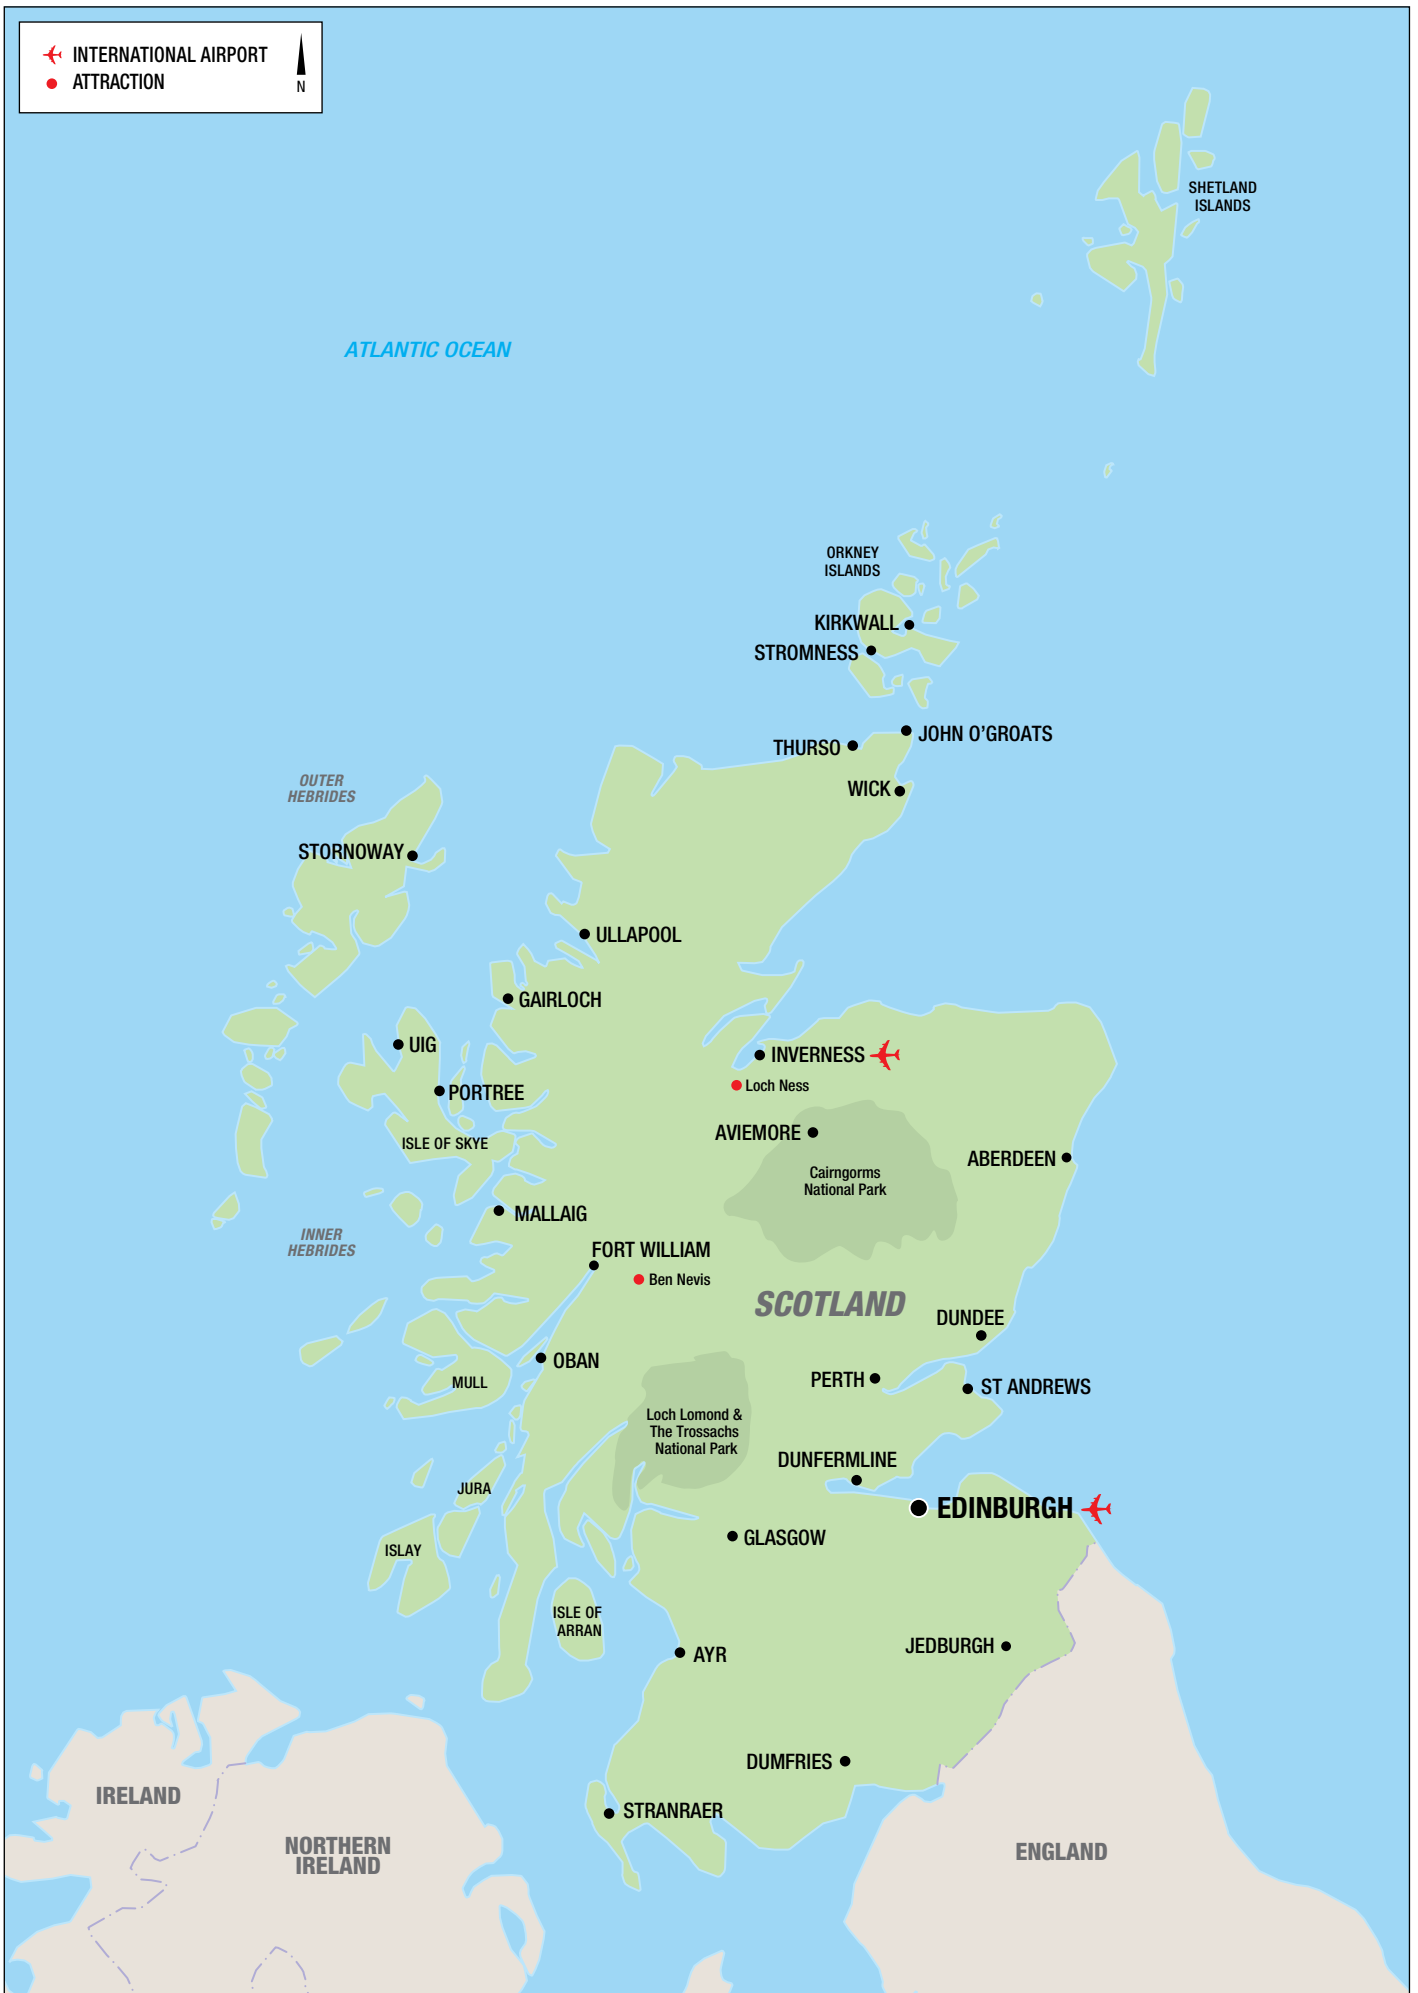 INTERNATIONAL AIRPORT
ATTRACTION
N
SHETLAND
ISLANDS
ATLANTIC OCEAN
ORKNEY
ISLANDS
KIRKWALL
STROMNESS
JOHN O’GROATS
THURSO
WICK
OUTER
HEBRIDES
STORNOWAY
ULLAPOOL
GAIRLOCH
UIG
INVERNESS
Loch Ness
PORTREE
AVIEMORE
ISLE OF SKYE
ABERDEEN
Cairngorms
National Park
MALLAIG
INNER
HEBRIDES
FORT WILLIAM
Ben Nevis
SCOTLAND
DUNDEE
OBAN
PERTH
MULL
ST ANDREWS
Loch Lomond &
The Trossachs
National Park
DUNFERMLINE
JURA
EDINBURGH
GLASGOW
ISLAY
ISLE OF
ARRAN
JEDBURGH
AYR
DUMFRIES
IRELAND
STRANRAER
NORTHERN
IRELAND
ENGLAND